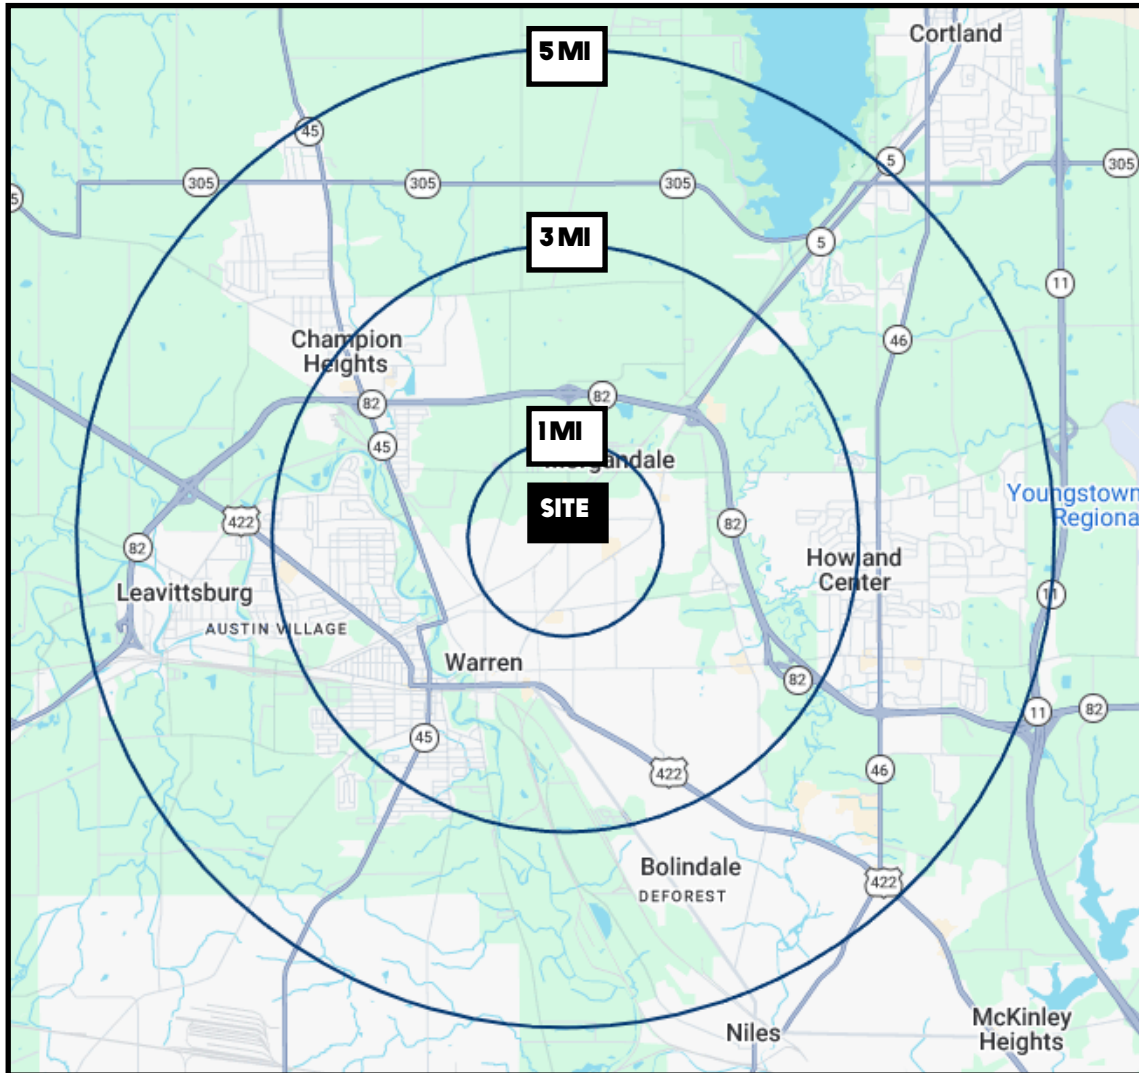 Cortland
5 MI
45
5
305
305
305
305
5
5
3 MI
11
46
Champion
Heights
82
82
1 MI
45
Morgandale
Youngstown
Regiona
SITE
422
82
82
Howland
Center
Leavittsburg
11
AUSTIN VILLAGE
Warren
82
11
82
45
422
46
Bolindale
422
DEFOREST
Niles
McKinley
Heights